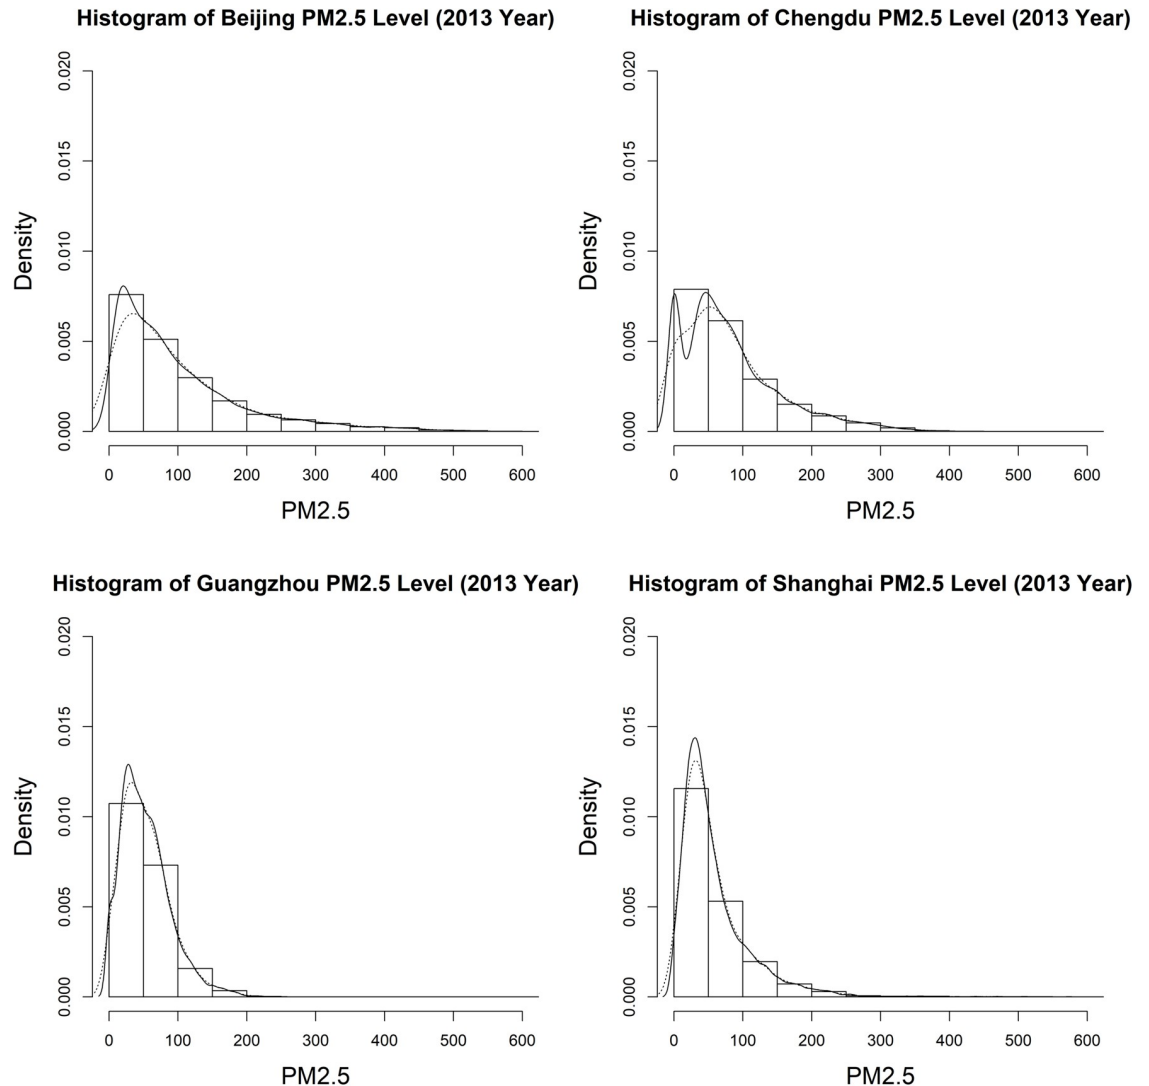 Histogram of Beijing PM2.5 Level (2013 Year)
Density
0.020
0.015
0.010
0.005
0.000
0 100 200 300 400 500 600
PM2.5
Histogram of Chengdu PM2.5 Level (2013 Year)
Density
0.020
0.015
0.010
0.005
0.000
0 100 200 300 400 500 600
PM2.5
Histogram of Guangzhou PM2.5 Level (2013 Year)
Density
0.020
0.015
0.010
0.005
0.000
0 100 200 300 400 500 600
PM2.5
Histogram of Shanghai PM2.5 Level (2013 Year)
Density
0.020
0.015
0.010
0.005
0.000
0 100 200 300 400 500 600
PM2.5